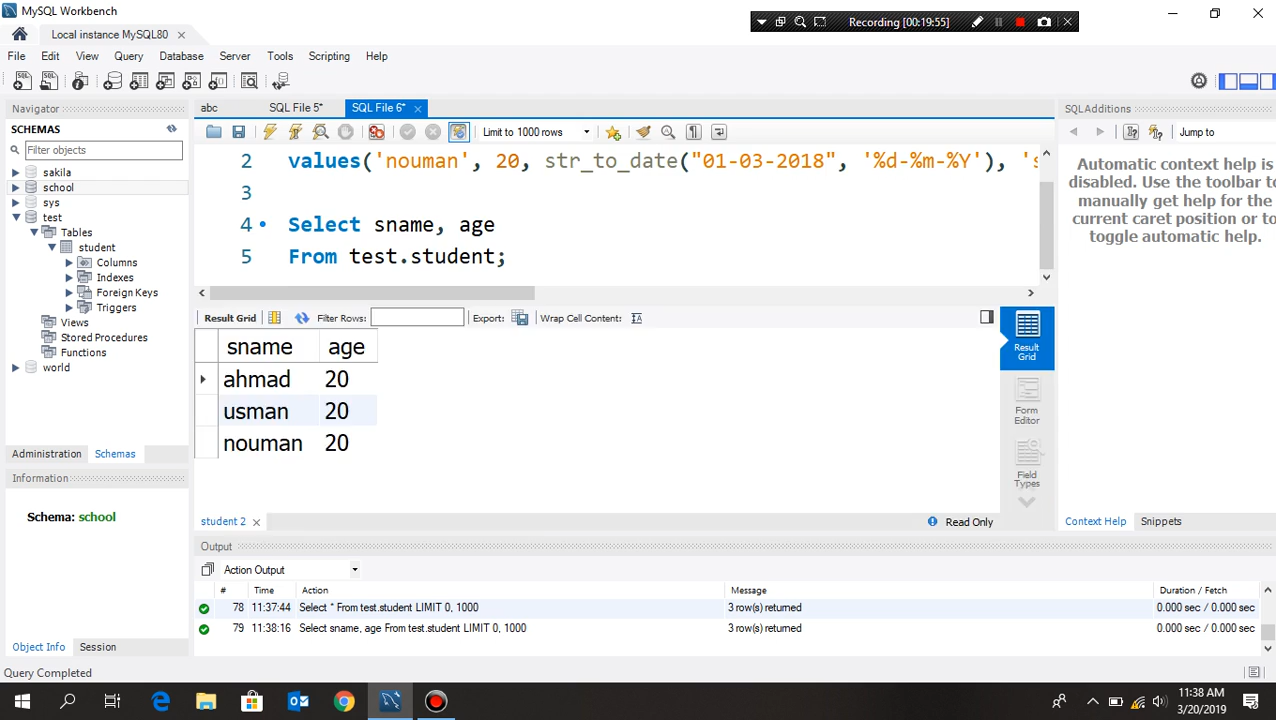 MySQL Workbench
Recording [00:19:55]
Local instance MySQL80
File Edit View Query Database Server Tools Scripting Help
Navigator
SCHEMAS
Filter objects
sakila
school
sys
test
Tables
student
Columns
Indexes
Foreign Keys
Triggers
Views
Stored Procedures
Functions
world
Administration Schemas
Information
Schema: school
Object Info Session
abc SQL File 5* SQL File 6*
Limit to 1000 rows
2 values('nouman', 20, str_to_date("01-03-2018", '%d-%m-%Y'), 's
3
4 Select sname, age
5 From test.student;
Result Grid Filter Rows: Export: Wrap Cell Content:
sname age
ahmad 20
usman 20
nouman 20
Result
Grid
Form
Editor
Field
Types
student 2
Read Only
SQLAdditions
Jump to
Automatic context help is
disabled. Use the toolbar to
manually get help for the
current caret position or to
toggle automatic help.
Context Help Snippets
Output
Action Output
# Time Action Message Duration / Fetch
78 11:37:44 Select * From test.student LIMIT 0, 1000 3 row(s) returned 0.000 sec / 0.000 sec
79 11:38:16 Select sname, age From test.student LIMIT 0, 1000 3 row(s) returned 0.000 sec / 0.000 sec
Query Completed
11:38 AM
3/20/2019